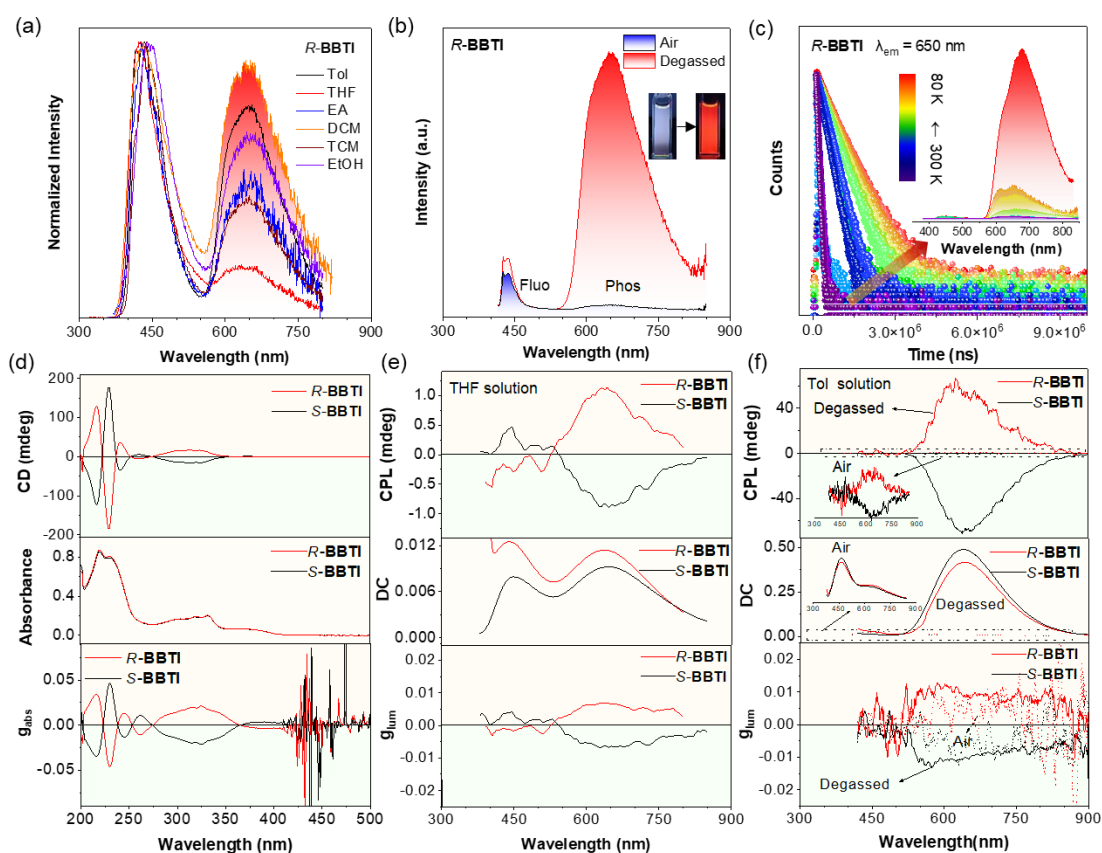 (a)
R-BBTI
Tol
THF
EA
DCM
TCM
EtOH
Normalized Intensity
300 450 600 750 900
Wavelength (nm)
(b)
R-BBTI
Air
Degassed
Fluo
Phos
Intensity (a.u.)
300 450 600 750 900
Wavelength (nm)
(c)
R-BBTI λem = 650 nm
80 K ← 300 K
400 500 600 700 800
Wavelength (nm)
Counts
0.0 3.0×10⁶ 6.0×10⁶ 9.0×10⁶
Time (ns)
(d)
R-BBTI
S-BBTI
CD (mdeg)
200
100
0
-100
-200
R-BBTI
S-BBTI
Absorbance
0.8
0.4
0.0
R-BBTI
S-BBTI
gabs
0.05
0.00
-0.05
200 250 300 350 400 450 500
Wavelength (nm)
(e)
THF solution
R-BBTI
S-BBTI
CPL (mdeg)
1.0
0.5
0.0
-0.5
-1.0
R-BBTI
S-BBTI
DC
0.012
0.006
0.000
R-BBTI
S-BBTI
glum
0.02
0.01
0.00
-0.01
-0.02
300 450 600 750 900
Wavelength (nm)
(f)
Tol solution
R-BBTI
S-BBTI
Degassed
Air
300 450 600 750 900
CPL (mdeg)
40
0
-40
R-BBTI
S-BBTI
Air
300 450 600 750 900
Degassed
DC
0.50
0.25
0.00
R-BBTI
S-BBTI
Air
Degassed
glum
0.02
0.01
0.00
-0.01
-0.02
300 450 600 750 900
Wavelength(nm)